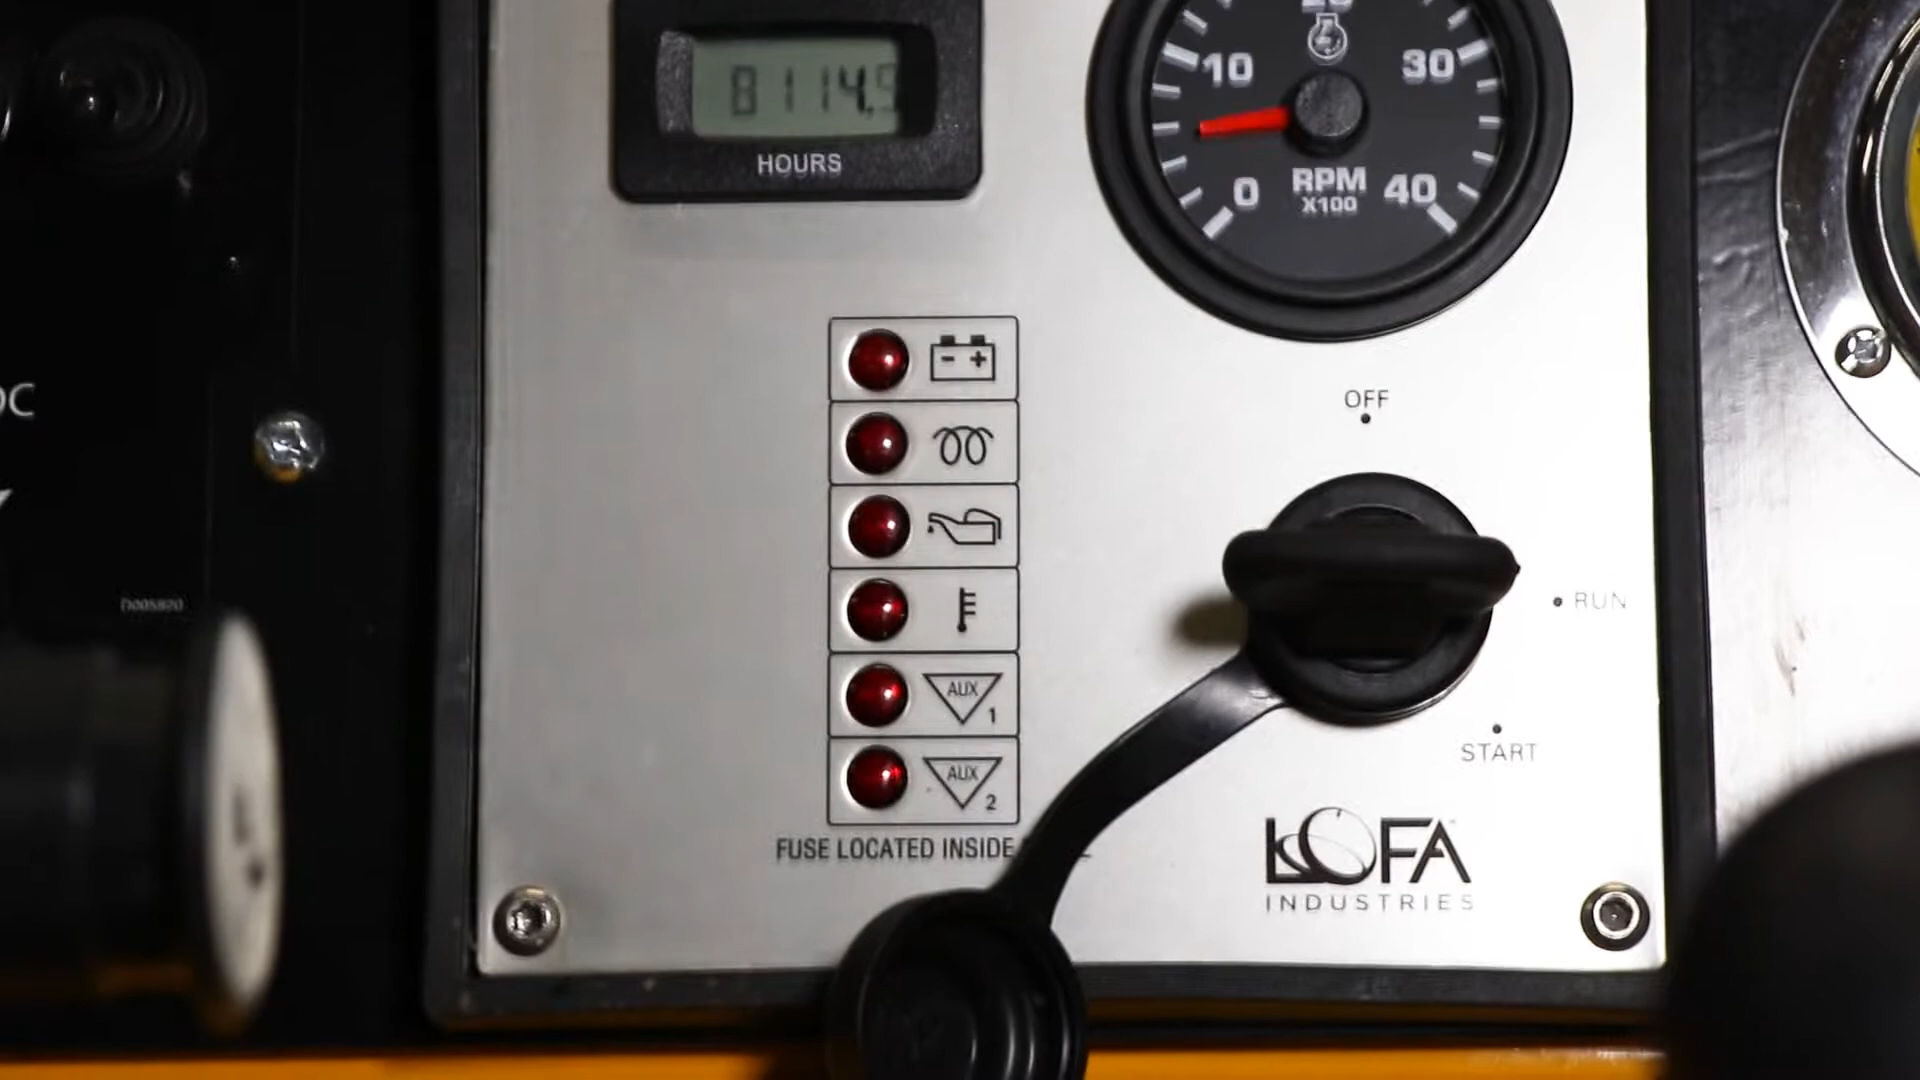 8114.9
HOURS
10
30
0
RPM
40
X100
OFF
- +
RUN
AUX
1
START
AUX
2
FUSE LOCATED INSIDE
LOFA
INDUSTRIES